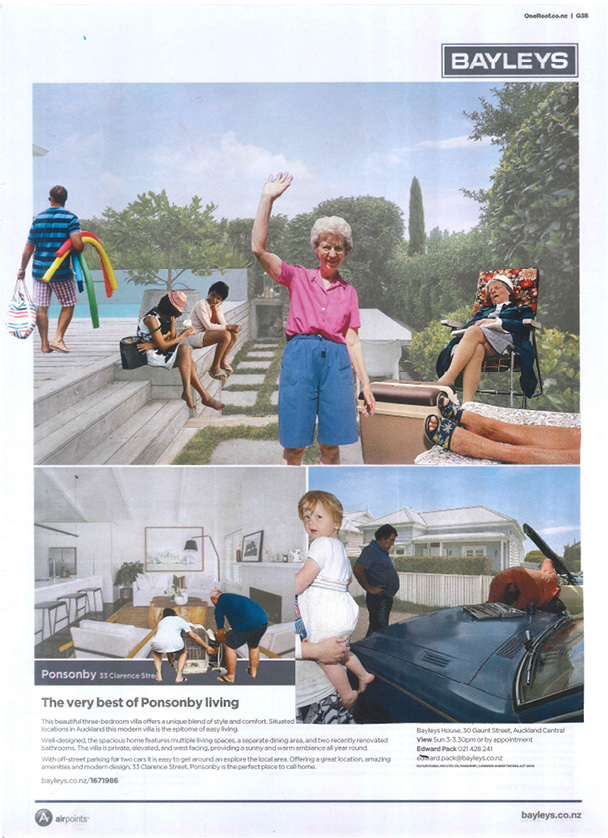 OneRoof.co.nz | G35
BAYLEYS
Ponsonby 33 Clarence Stree
The very best of Ponsonby living
This beautiful three-bedroom villa offers a unique blend of style and comfort. Situated
locations in Auckland this modern villa is the epitome of easy living.
Well-designed, the spacious home features multiple living spaces, a separate dining area, and two recently renovated
bathrooms. The villa is private, elevated, and west facing, providing a sunny and warm ambiance all year round.
With off-street parking for two cars it is easy to get around an explore the local area. Offering a great location, amazing
amenities and modern design, 33 Clarence Street, Ponsonby is the perfect place to call home.
bayleys.co.nz/1671986
Bayleys House, 30 Gaunt Street, Auckland Central
View Sun 3-3.30pm or by appointment
Edward Pack 021 428 241
edward.pack@bayleys.co.nz
airpoints™
bayleys.co.nz